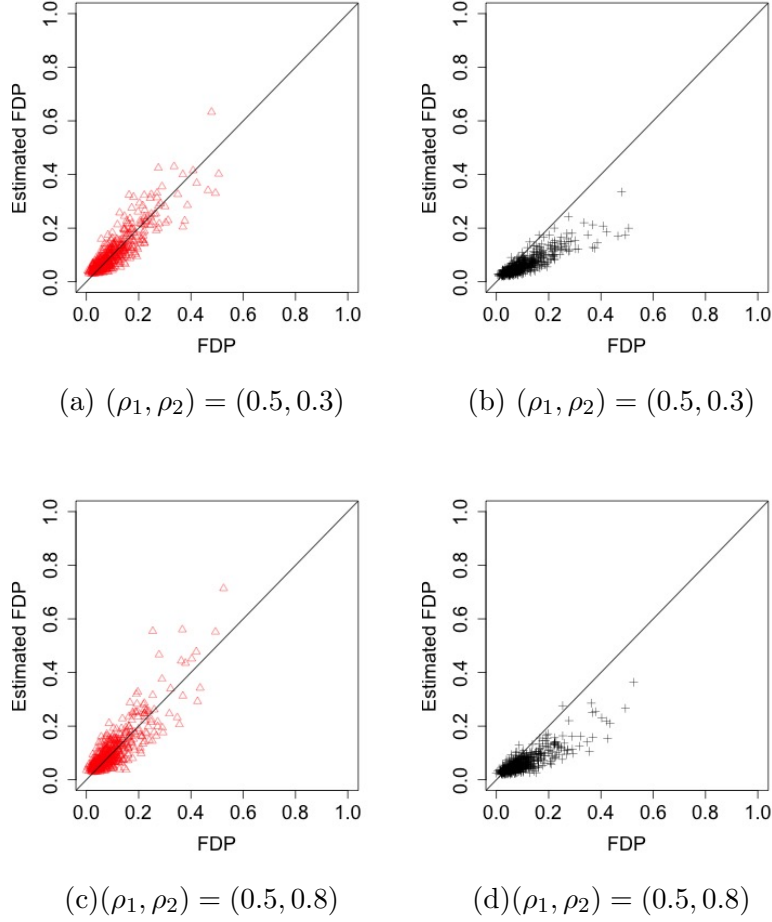 1.0
0.8
0.6
0.4
0.2
0.0
Estimated FDP
0.0 0.2 0.4 0.6 0.8 1.0
FDP
(a) (ρ₁, ρ₂) = (0.5, 0.3)
1.0
0.8
0.6
0.4
0.2
0.0
Estimated FDP
0.0 0.2 0.4 0.6 0.8 1.0
FDP
(b) (ρ₁, ρ₂) = (0.5, 0.3)
1.0
0.8
0.6
0.4
0.2
0.0
Estimated FDP
0.0 0.2 0.4 0.6 0.8 1.0
FDP
(c)(ρ₁, ρ₂) = (0.5, 0.8)
1.0
0.8
0.6
0.4
0.2
0.0
Estimated FDP
0.0 0.2 0.4 0.6 0.8 1.0
FDP
(d)(ρ₁, ρ₂) = (0.5, 0.8)